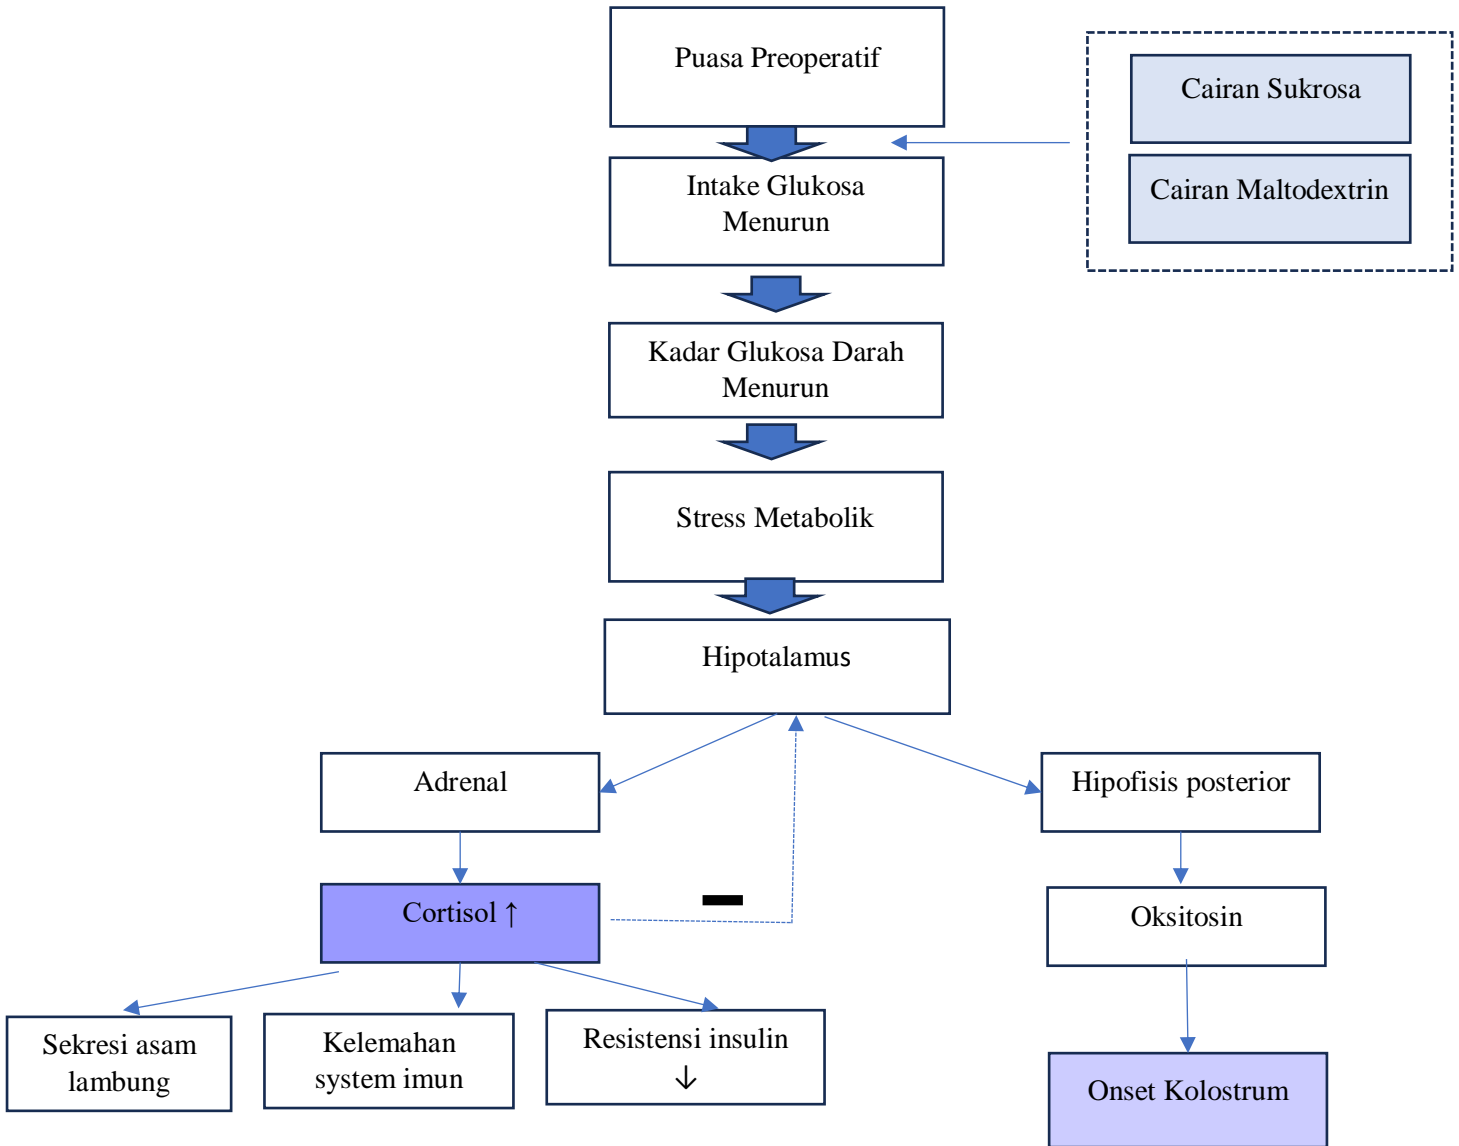 Puasa Preoperatif
Cairan Sukrosa
Cairan Maltodextrin
Intake Glukosa
Menurun
Kadar Glukosa Darah
Menurun
Stress Metabolik
Hipotalamus
Adrenal
Hipofisis posterior
Cortisol ↑
Oksitosin
Sekresi asam
lambung
Kelemahan
system imun
Resistensi insulin
↓
Onset Kolostrum